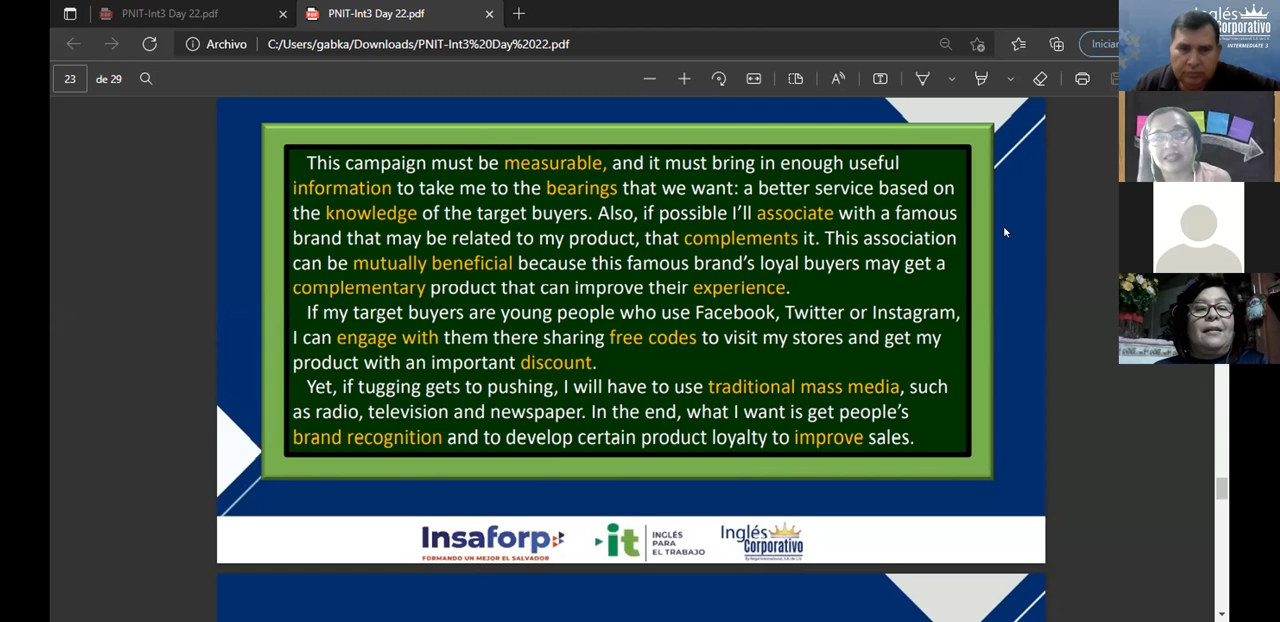 PNIT-Int3 Day 22.pdf
PNIT-Int3 Day 22.pdf
Archivo
C:/Users/gabka/Downloads/PNIT-Int3%20Day%2022.pdf
Iniciar
23
de 29
Inglés
Corporativo
INTERMEDIATE 3
This campaign must be measurable, and it must bring in enough useful
information to take me to the bearings that we want: a better service based on
the knowledge of the target buyers. Also, if possible I’ll associate with a famous
brand that may be related to my product, that complements it. This association
can be mutually beneficial because this famous brand’s loyal buyers may get a
complementary product that can improve their experience.
If my target buyers are young people who use Facebook, Twitter or Instagram,
I can engage with them there sharing free codes to visit my stores and get my
product with an important discount.
Yet, if tugging gets to pushing, I will have to use traditional mass media, such
as radio, television and newspaper. In the end, what I want is get people’s
brand recognition and to develop certain product loyalty to improve sales.
Insaforp
FORMANDO UN MEJOR EL SALVADOR
it
INGLÉS
PARA
EL TRABAJO
Inglés
Corporativo